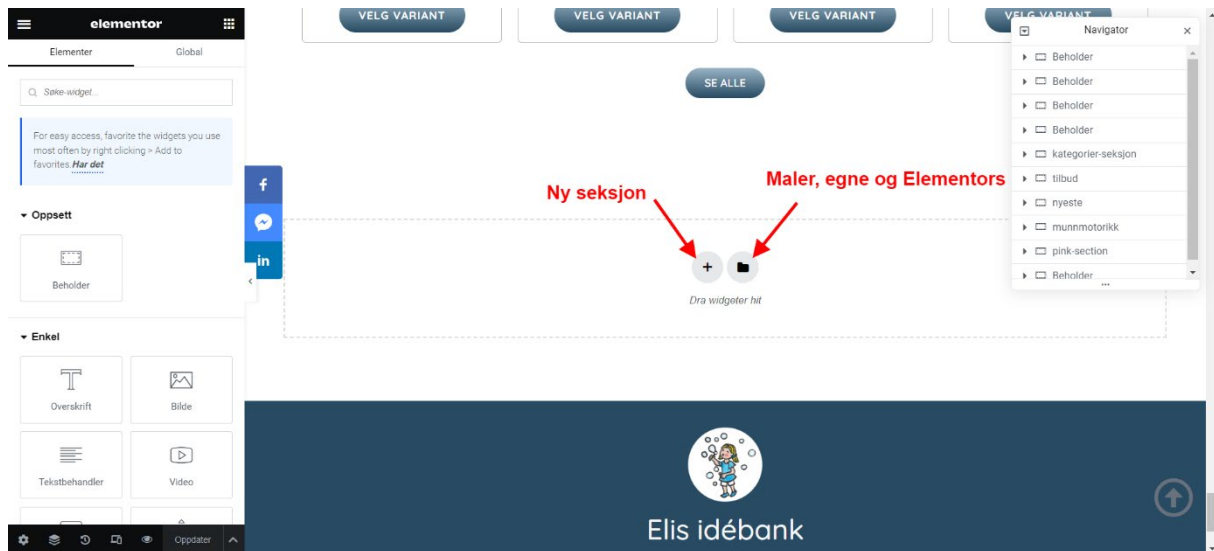 elementor
Elementer
Global
Søke-widget...
For easy access, favorite the widgets you use
most often by right clicking > Add to
favorites. Har det
Oppsett
Beholder
Enkel
Overskrift
Bilde
Tekstbehandler
Video
Oppdater
VELG VARIANT
VELG VARIANT
VELG VARIANT
VELG VARIANT
SE ALLE
Ny seksjon
Maler, egne og Elementors
f
in
+
Dra widgeter hit
Elis idébank
Navigator
Beholder
Beholder
Beholder
Beholder
kategorier-seksjon
tilbud
nyeste
munnmotorikk
pink-section
Beholder